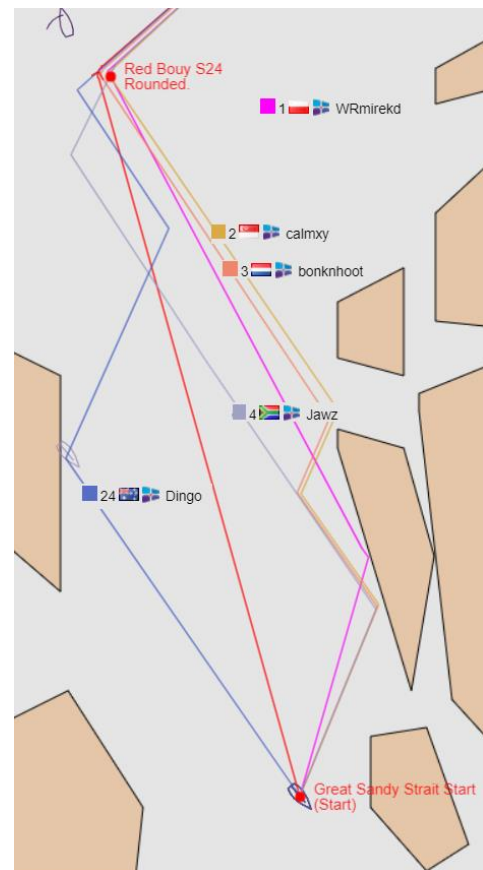 Red Bouy S24
Rounded.
1 WRmirekd
2 calmxy
3 bonknhoot
4 Jawz
24 Dingo
Great Sandy Strait Start
(Start)